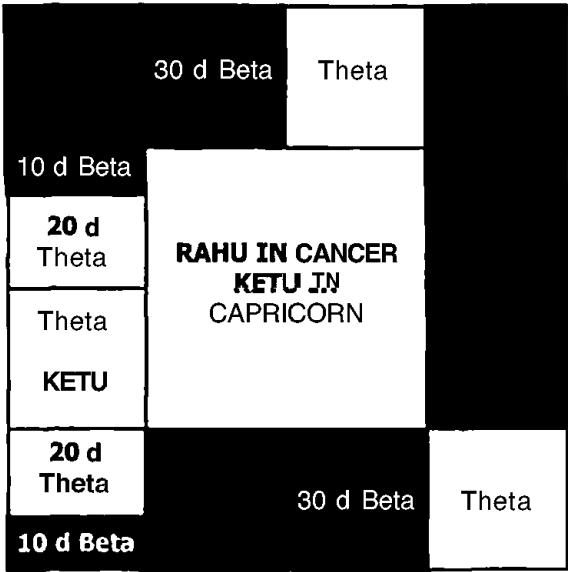 30 d Beta Theta
10 d Beta
20 d
Theta
RAHU IN CANCER
KETU IN
CAPRICORN
Theta
KETU
20 d
Theta
30 d Beta Theta
10 d Beta